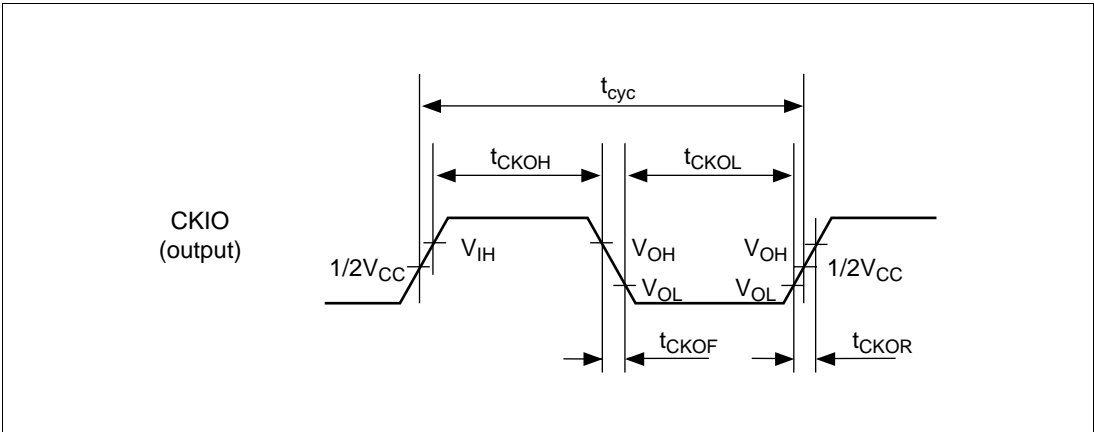 tcyc
tCKOH
tCKOL
CKIO
(output)
VIH
VOH
VOH
1/2VCC
1/2VCC
VOL
VOL
tCKOF
tCKOR